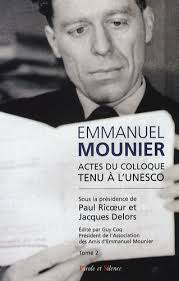 EMMANUEL
MOUNIER
ACTES DU COLLOQUE
TENU À L'UNESCO
Sous la présidence de
Paul Ricœur et
Jacques Delors
Édité par Guy Coq
Président de l'Association
des Amis d'Emmanuel Mounier
Tome 2
Parole et Silence